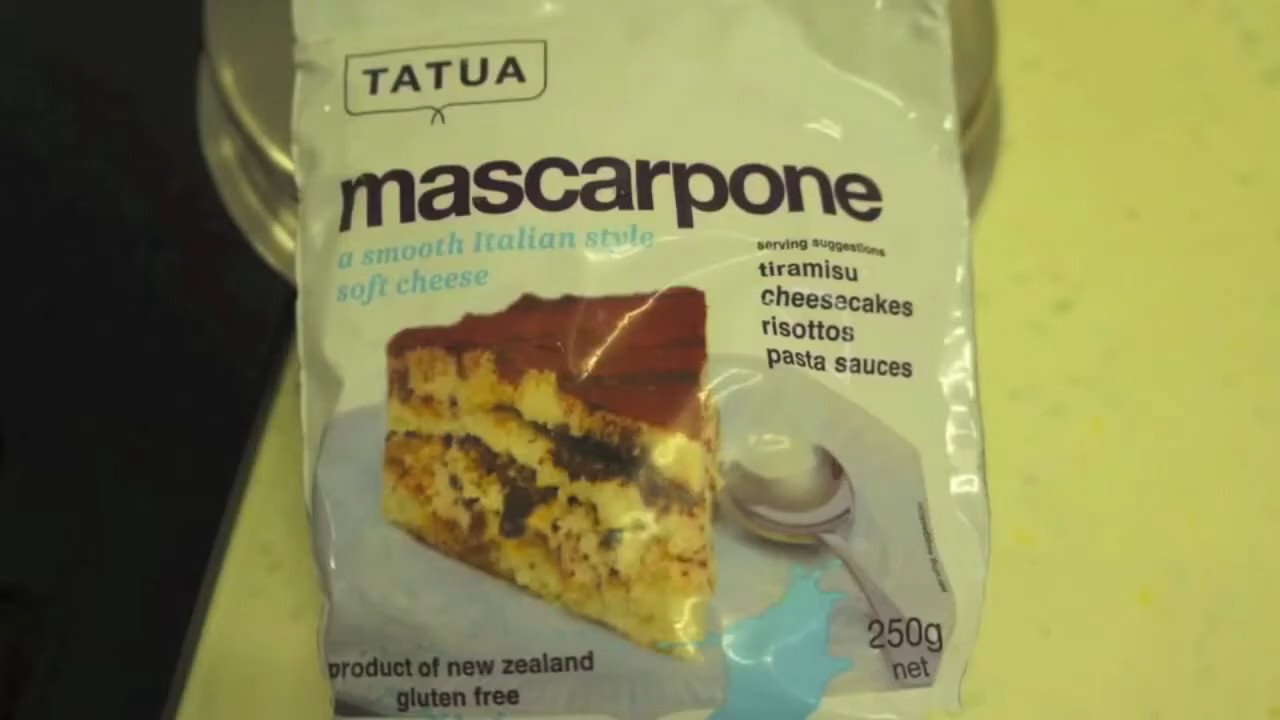 TATUA
mascarpone
a smooth Italian style
soft cheese
serving suggestions
tiramisu
cheesecakes
risottos
pasta sauces
250g
net
product of new zealand
gluten free